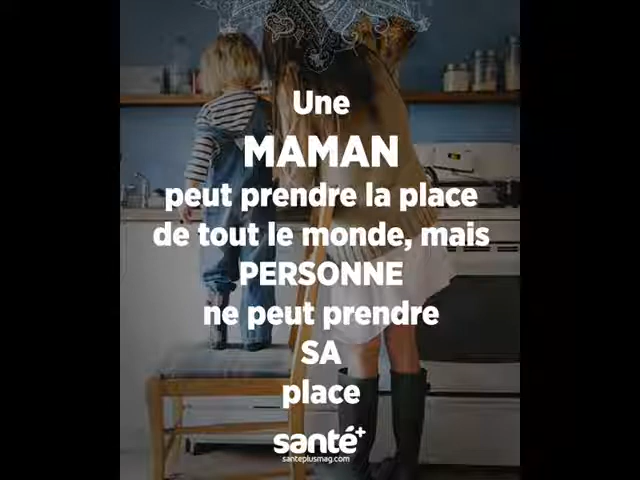 Une
MAMAN
peut prendre la place
de tout le monde, mais
PERSONNE
ne peut prendre
SA
place
santé+
santeplusmag.com